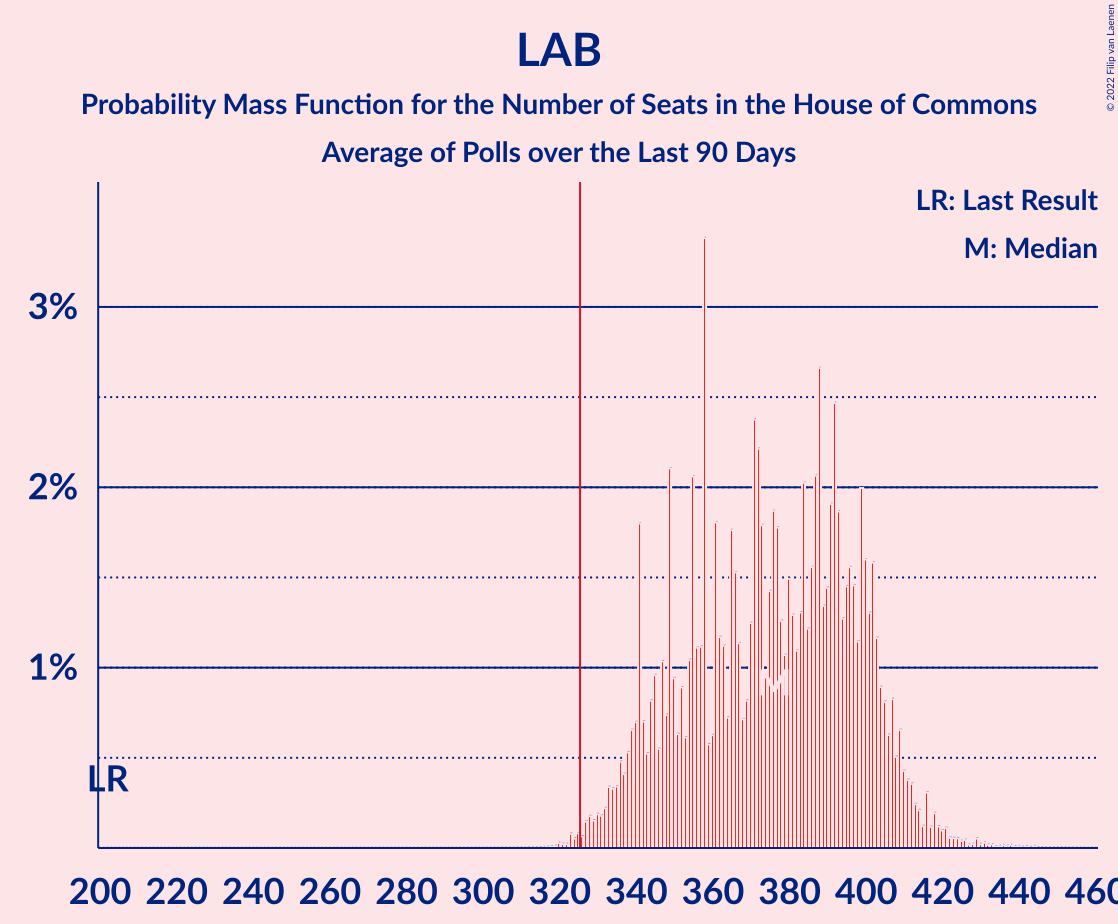 LAB
Probability Mass Function for the Number of Seats in the House of Commons
Average of Polls over the Last 90 Days
© 2022 Filip van Laenen
LR: Last Result
M: Median
3%
2%
1%
M
LR
200 220 240 260 280 300 320 340 360 380 400 420 440 460